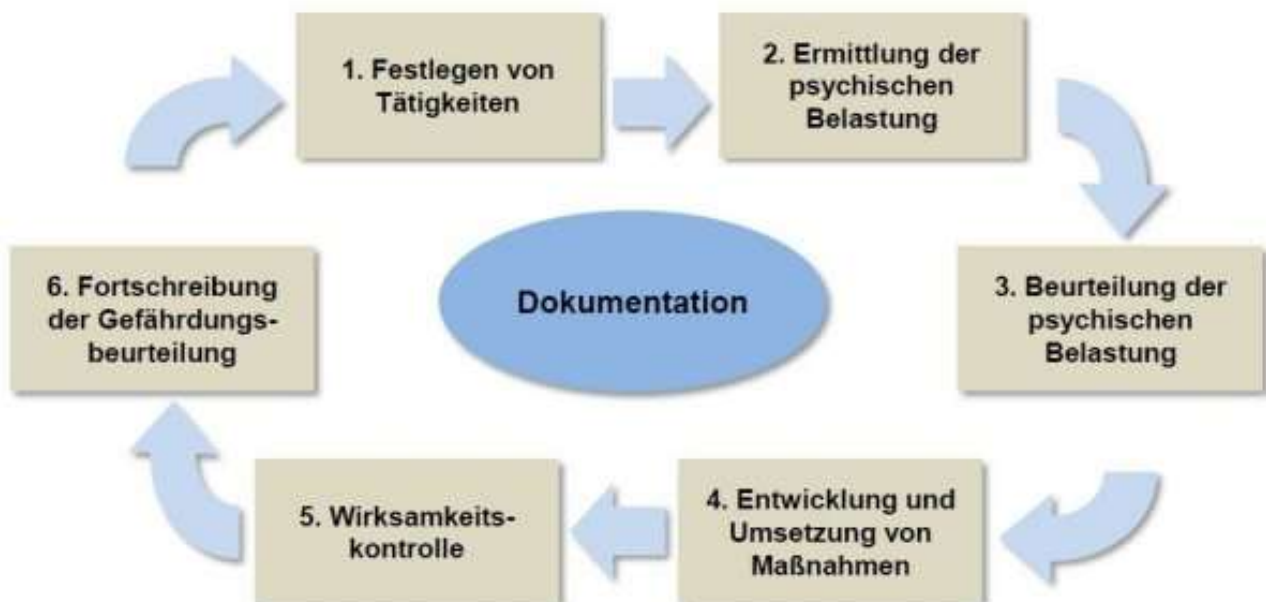 1. Festlegen von
Tätigkeiten
2. Ermittlung der
psychischen
Belastung
3. Beurteilung der
psychischen
Belastung
4. Entwicklung und
Umsetzung von
Maßnahmen
5. Wirksamkeits-
kontrolle
6. Fortschreibung
der Gefährdungs-
beurteilung
Dokumentation